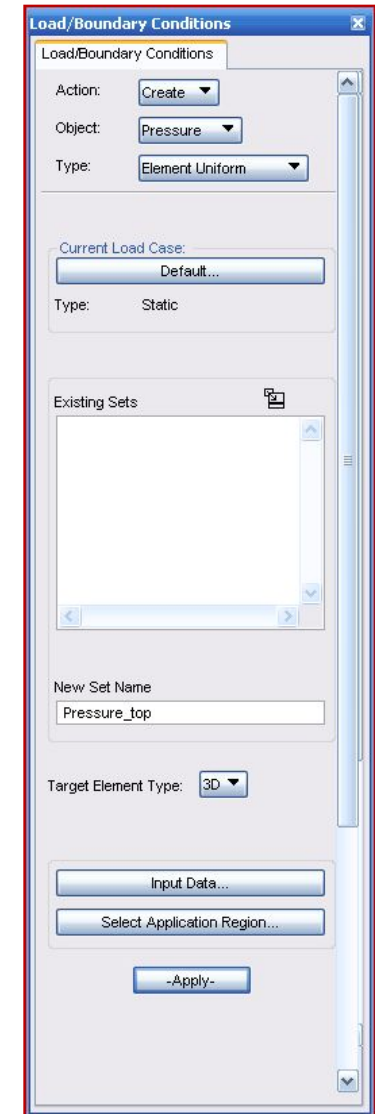 Load/Boundary Conditions
Load/Boundary Conditions
Action: Create
Object: Pressure
Type: Element Uniform
Current Load Case:
Default...
Type: Static
Existing Sets
New Set Name
Pressure_top
Target Element Type: 3D
Input Data...
Select Application Region...
-Apply-